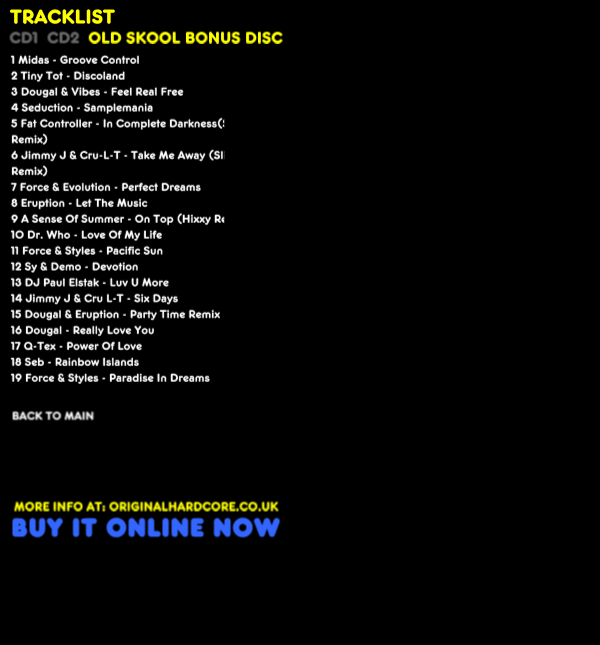 TRACKLIST
CD1 CD2 OLD SKOOL BONUS DISC
1 Midas - Groove Control
2 Tiny Tot - Discoland
3 Dougal & Vibes - Feel Real Free
4 Seduction - Samplemania
5 Fat Controller - In Complete Darkness(
Remix)
6 Jimmy J & Cru-L-T - Take Me Away (
Remix)
7 Force & Evolution - Perfect Dreams
8 Eruption - Let The Music
9 A Sense Of Summer - On Top (Hixxy
10 Dr. Who - Love Of My Life
11 Force & Styles - Pacific Sun
12 Sy & Demo - Devotion
13 DJ Paul Elstak - Luv U More
14 Jimmy J & Cru L-T - Six Days
15 Dougal & Eruption - Party Time Remix
16 Dougal - Really Love You
17 Q-Tex - Power Of Love
18 Seb - Rainbow Islands
19 Force & Styles - Paradise In Dreams
BACK TO MAIN
MORE INFO AT: ORIGINALHARDCORE.CO.UK
BUY IT ONLINE NOW